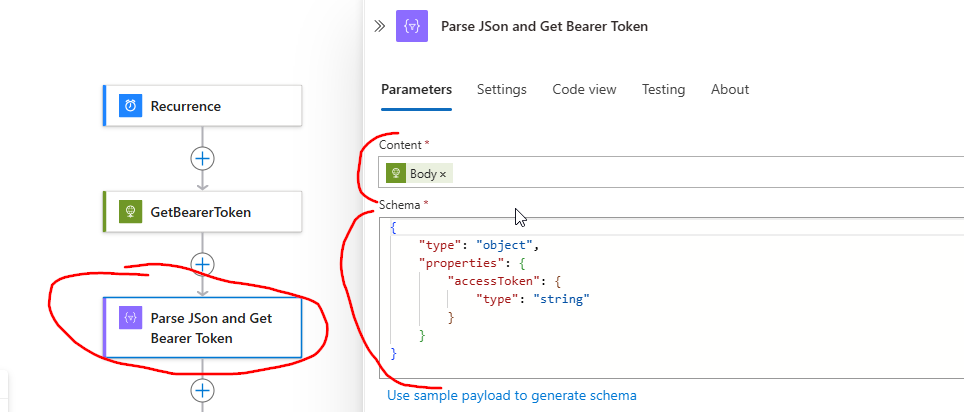 Parse JSon and Get Bearer Token
Parameters
Settings
Code view
Testing
About
Recurrence
GetBearerToken
Parse JSon and Get
Bearer Token
Content *
Body ×
Schema *
{
"type": "object",
"properties": {
"accessToken": {
"type": "string"
}
}
}
Use sample payload to generate schema